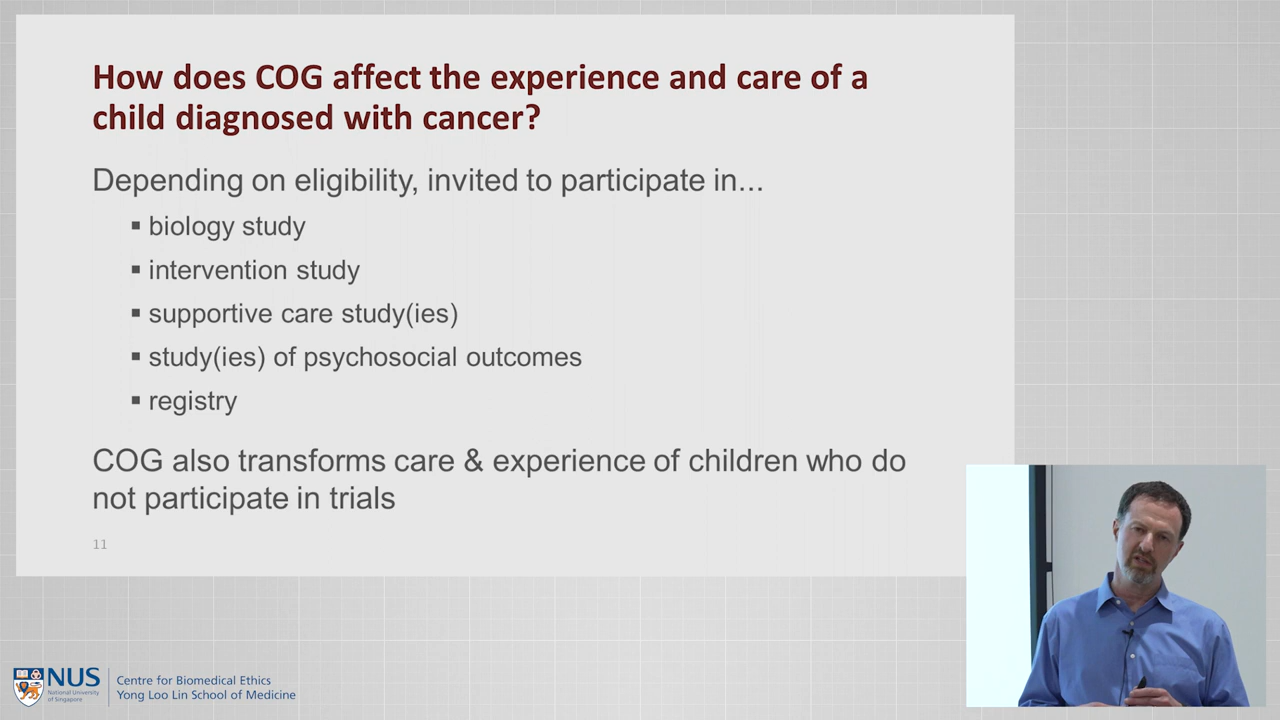 How does COG affect the experience and care of a
child diagnosed with cancer?
Depending on eligibility, invited to participate in...
▪ biology study
▪ intervention study
▪ supportive care study(ies)
▪ study(ies) of psychosocial outcomes
▪ registry
COG also transforms care & experience of children who do
not participate in trials
11
NUS
National University
of Singapore
Centre for Biomedical Ethics
Yong Loo Lin School of Medicine